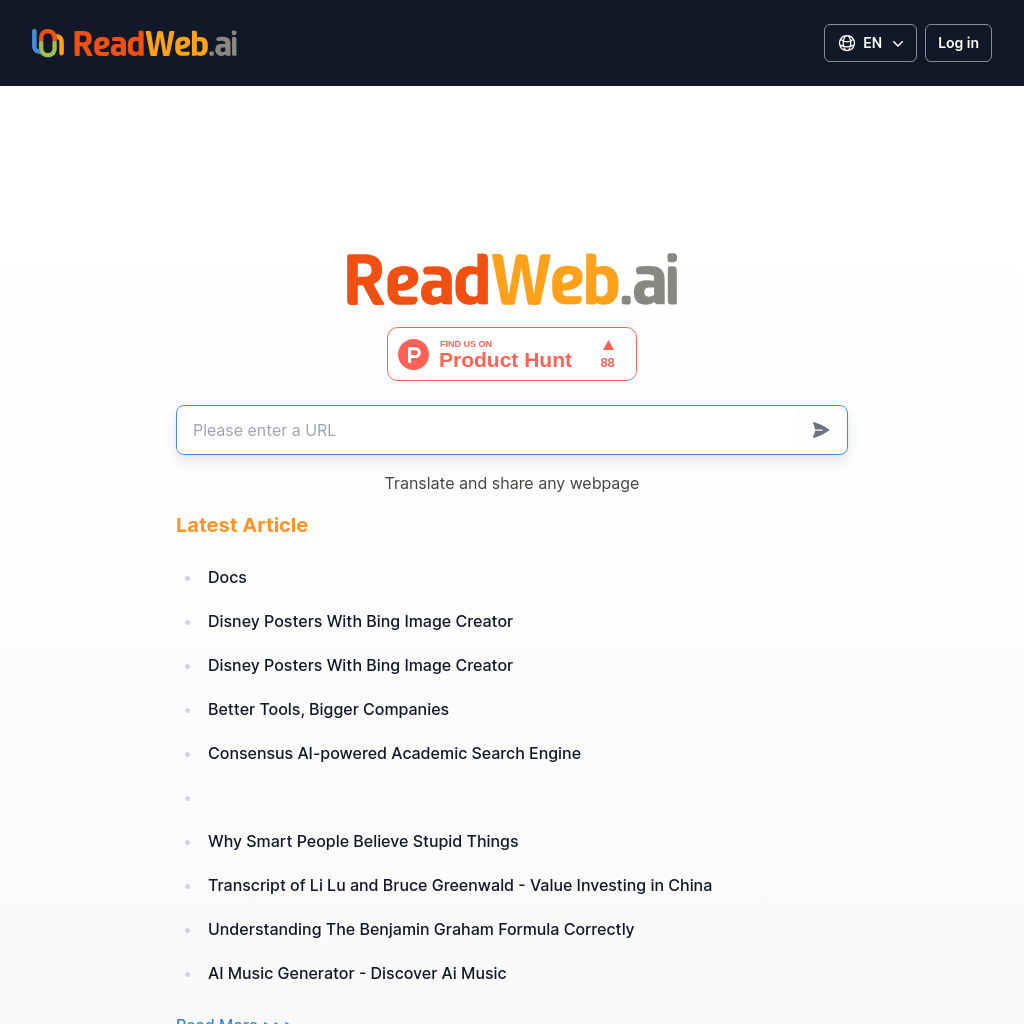 ReadWeb.ai
EN
Log in
ReadWeb.ai
FIND US ON
Product Hunt
88
Please enter a URL
Translate and share any webpage
Latest Article
Docs
Disney Posters With Bing Image Creator
Disney Posters With Bing Image Creator
Better Tools, Bigger Companies
Consensus AI-powered Academic Search Engine
Why Smart People Believe Stupid Things
Transcript of Li Lu and Bruce Greenwald - Value Investing in China
Understanding The Benjamin Graham Formula Correctly
AI Music Generator - Discover Ai Music
Read More >>>